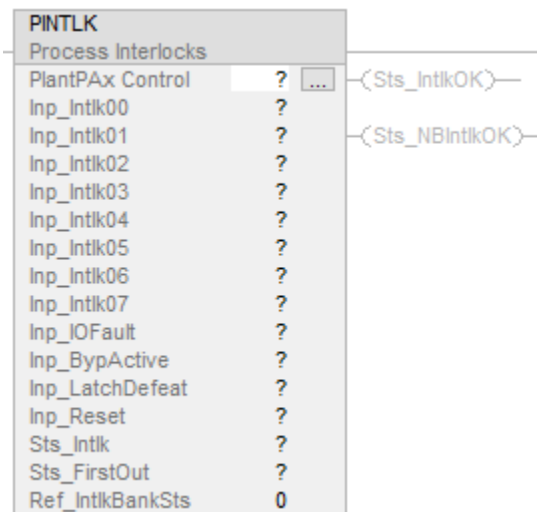 PINTLK
Process Interlocks
PlantPAx Control ? ... (Sts_IntlkOK)
Inp_Intlk00 ?
Inp_Intlk01 ? (Sts_NBIntlkOK)
Inp_Intlk02 ?
Inp_Intlk03 ?
Inp_Intlk04 ?
Inp_Intlk05 ?
Inp_Intlk06 ?
Inp_Intlk07 ?
Inp_IOFault ?
Inp_BypActive ?
Inp_LatchDefeat ?
Inp_Reset ?
Sts_Intlk ?
Sts_FirstOut ?
Ref_IntlkBankSts 0